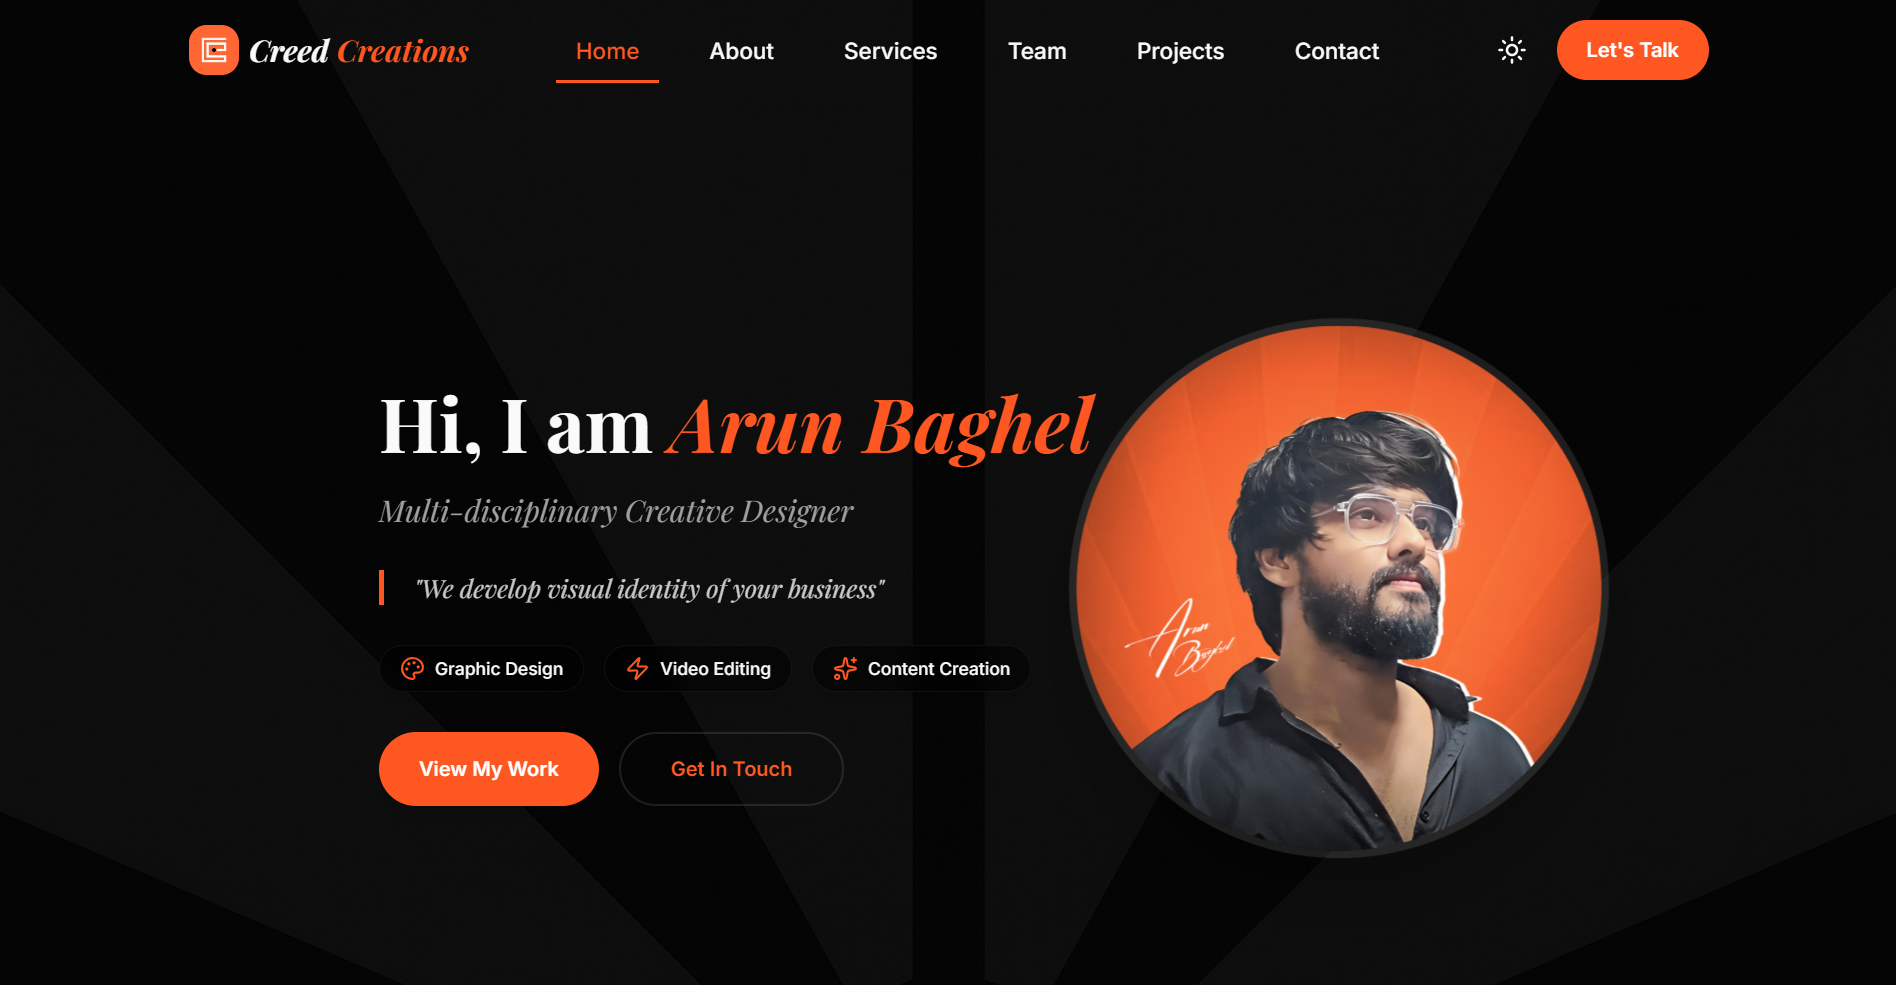 Creed Creations
Home
About
Services
Team
Projects
Contact
Let's Talk
Hi, I am Arun Baghel
Multi-disciplinary Creative Designer
"We develop visual identity of your business"
Graphic Design
Video Editing
Content Creation
View My Work
Get In Touch
Arun
Baghel